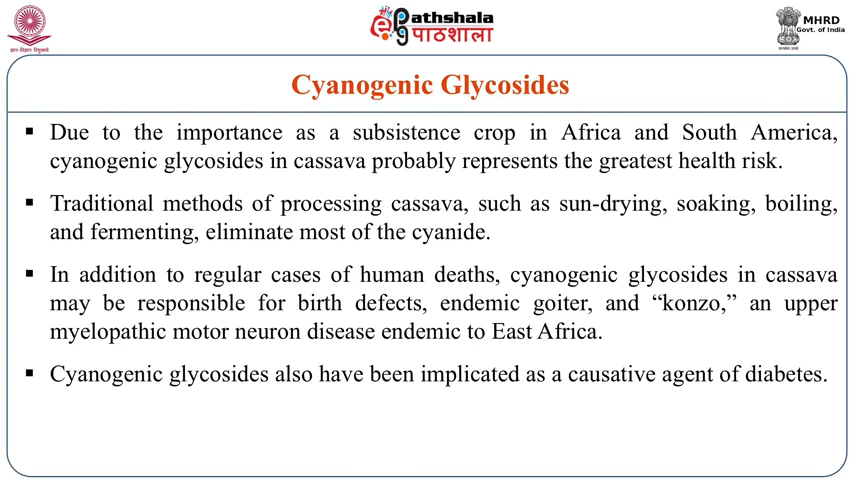 ePathshala
पाठशाला
MHRD
Govt. of India
ज्ञान-विज्ञान विमुक्तये
Cyanogenic Glycosides
▪ Due to the importance as a subsistence crop in Africa and South America,
cyanogenic glycosides in cassava probably represents the greatest health risk.
▪ Traditional methods of processing cassava, such as sun-drying, soaking, boiling,
and fermenting, eliminate most of the cyanide.
▪ In addition to regular cases of human deaths, cyanogenic glycosides in cassava
may be responsible for birth defects, endemic goiter, and “konzo,” an upper
myelopathic motor neuron disease endemic to East Africa.
▪ Cyanogenic glycosides also have been implicated as a causative agent of diabetes.